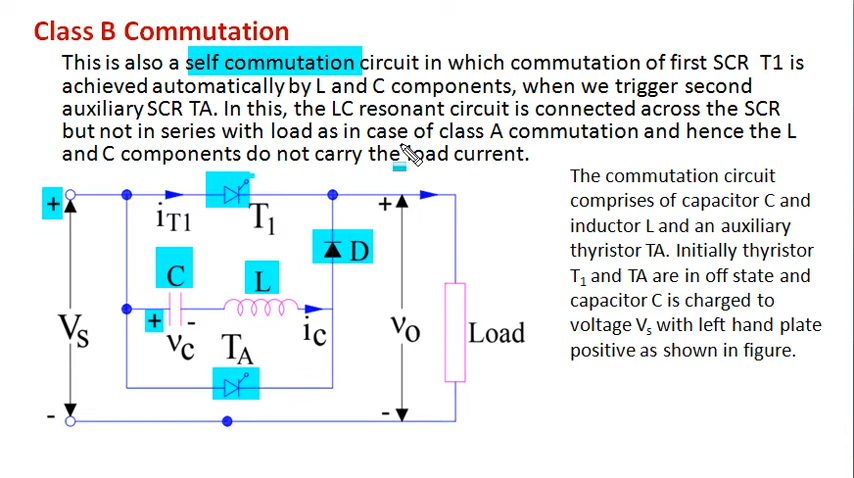 Class B Commutation
This is also a self commutation circuit in which commutation of first SCR T1 is
achieved automatically by L and C components, when we trigger second
auxiliary SCR TA. In this, the LC resonant circuit is connected across the SCR
but not in series with load as in case of class A commutation and hence the L
and C components do not carry the load current.
The commutation circuit
comprises of capacitor C and
inductor L and an auxiliary
thyristor TA. Initially thyristor
T1 and TA are in off state and
capacitor C is charged to
voltage Vs with left hand plate
positive as shown in figure.
+
iT1
T1
+
D
C
L
+
-
vC
iC
TA
Vs
vo
Load
-
-